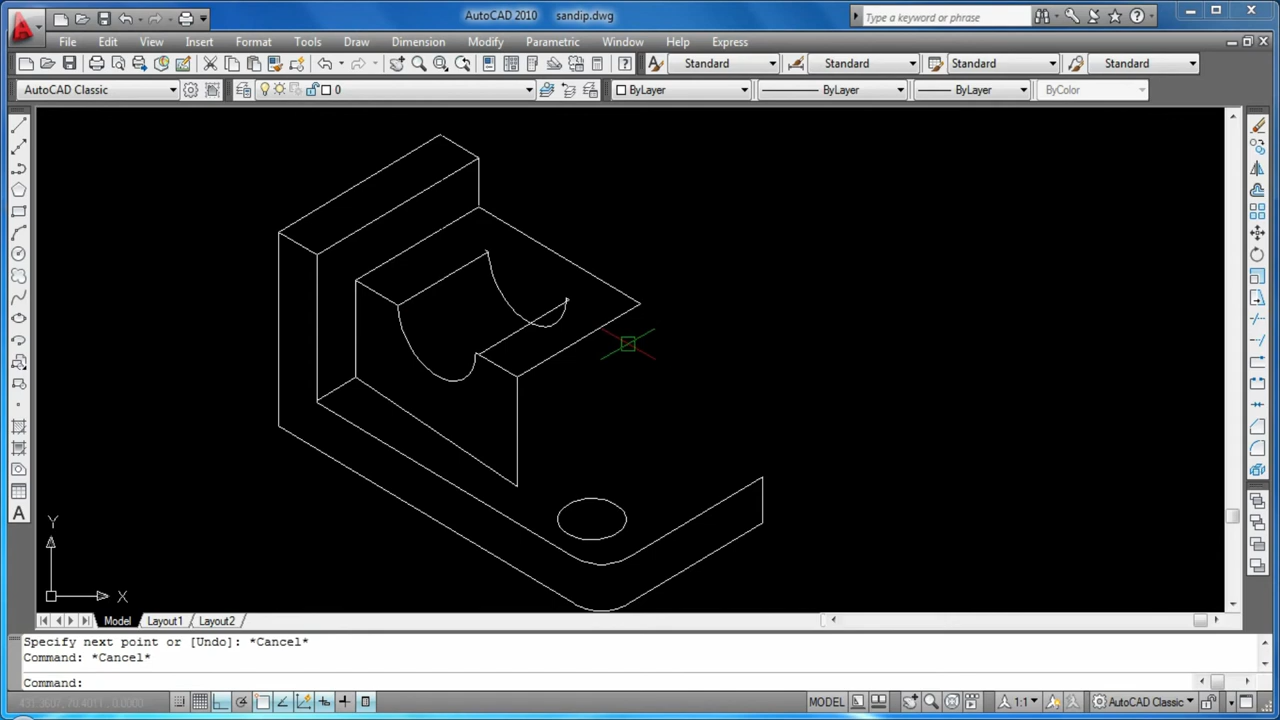 AutoCAD 2010 sandip.dwg
Type a keyword or phrase
File Edit View Insert Format Tools Draw Dimension Modify Parametric Window Help Express
Standard Standard Standard Standard
AutoCAD Classic 0 ByLayer ByLayer ByLayer ByColor
A
Y
X
Model Layout1 Layout2
Specify next point or [Undo]: *Cancel*
Command: *Cancel*
Command:
MODEL 1:1 AutoCAD Classic